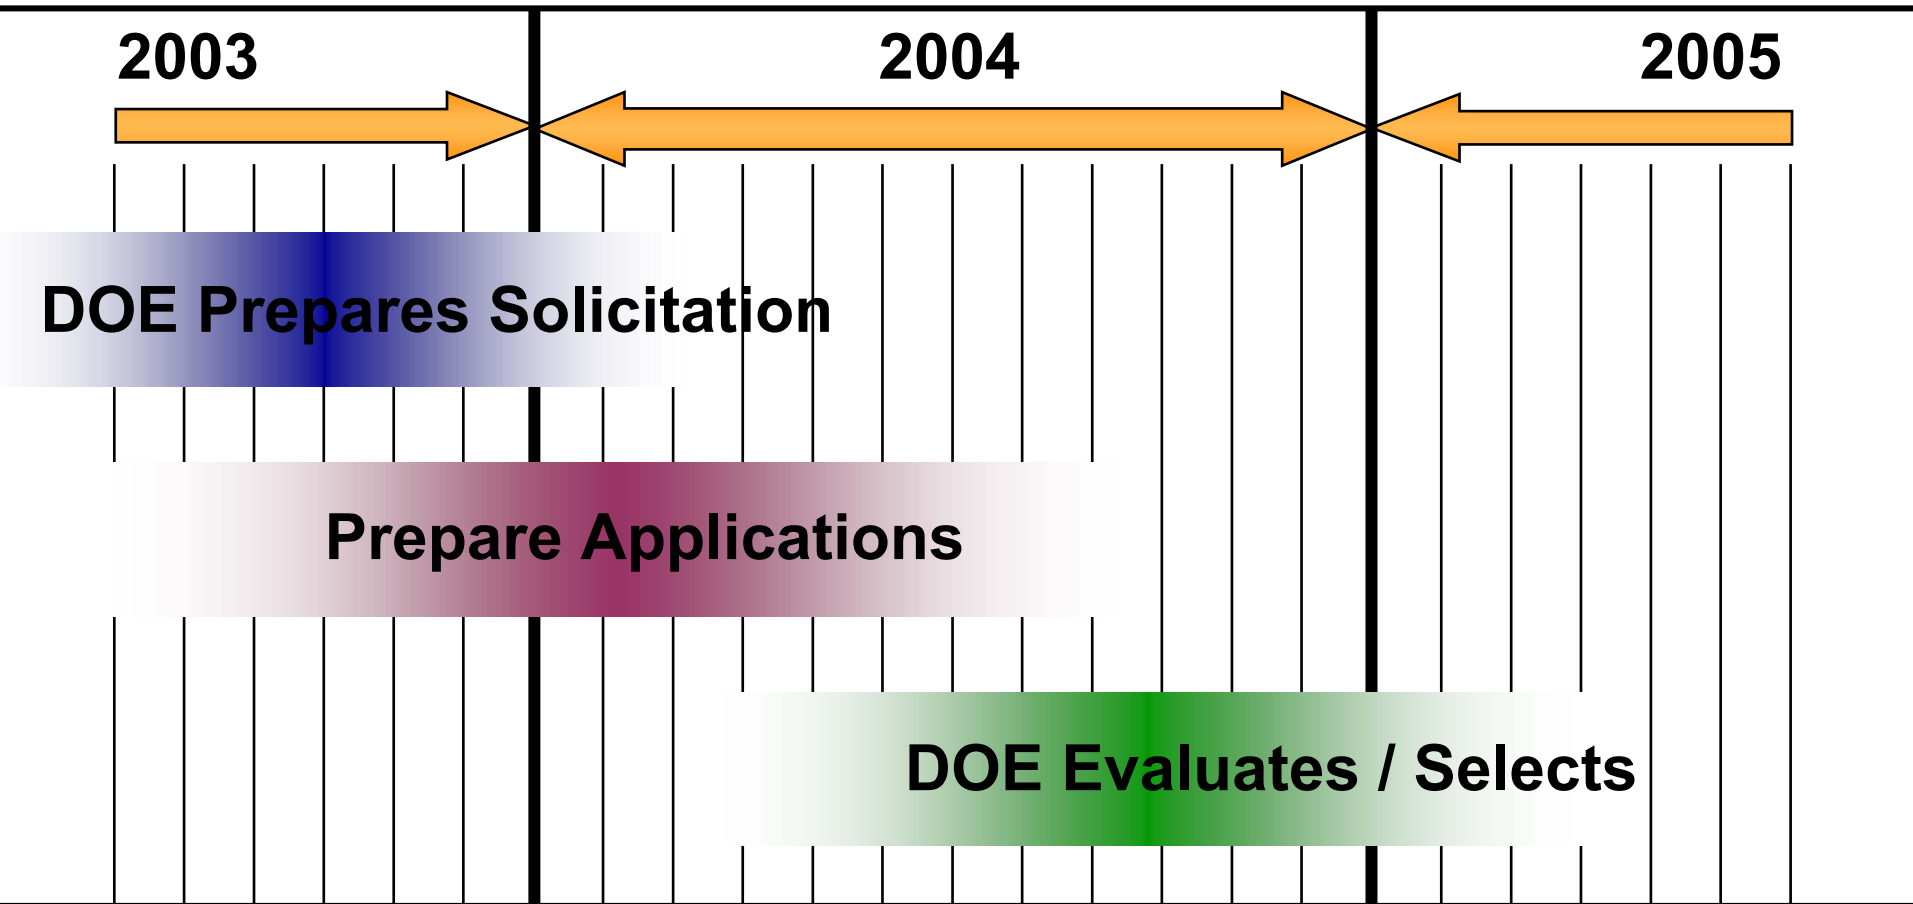 2003 2004 2005
DOE Prepares Solicitation
Prepare Applications
DOE Evaluates / Selects